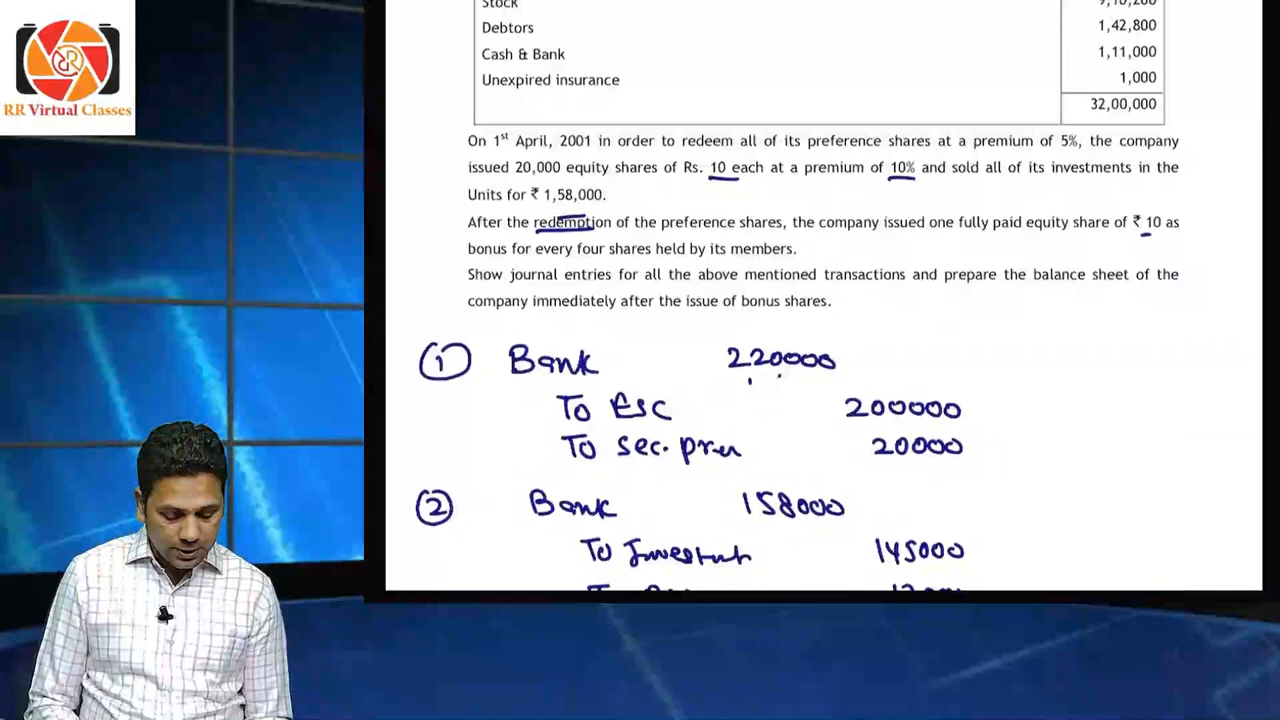 RR Virtual Classes
Stock 9,10,200
Debtors 1,42,800
Cash & Bank 1,11,000
Unexpired insurance 1,000
32,00,000
On 1st April, 2001 in order to redeem all of its preference shares at a premium of 5%, the company
issued 20,000 equity shares of Rs. 10 each at a premium of 10% and sold all of its investments in the
Units for ₹ 1,58,000.
After the redemption of the preference shares, the company issued one fully paid equity share of ₹ 10 as
bonus for every four shares held by its members.
Show journal entries for all the above mentioned transactions and prepare the balance sheet of the
company immediately after the issue of bonus shares.
① Bank 220000
To ESC 200000
To Sec. prem 20000
② Bank 158000
To Investment 145000
To